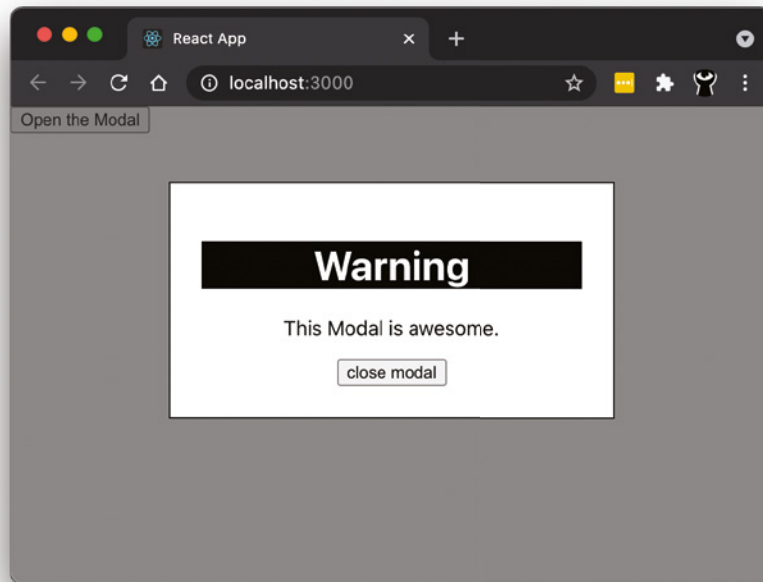 React App
localhost:3000
Open the Modal
Warning
This Modal is awesome.
close modal